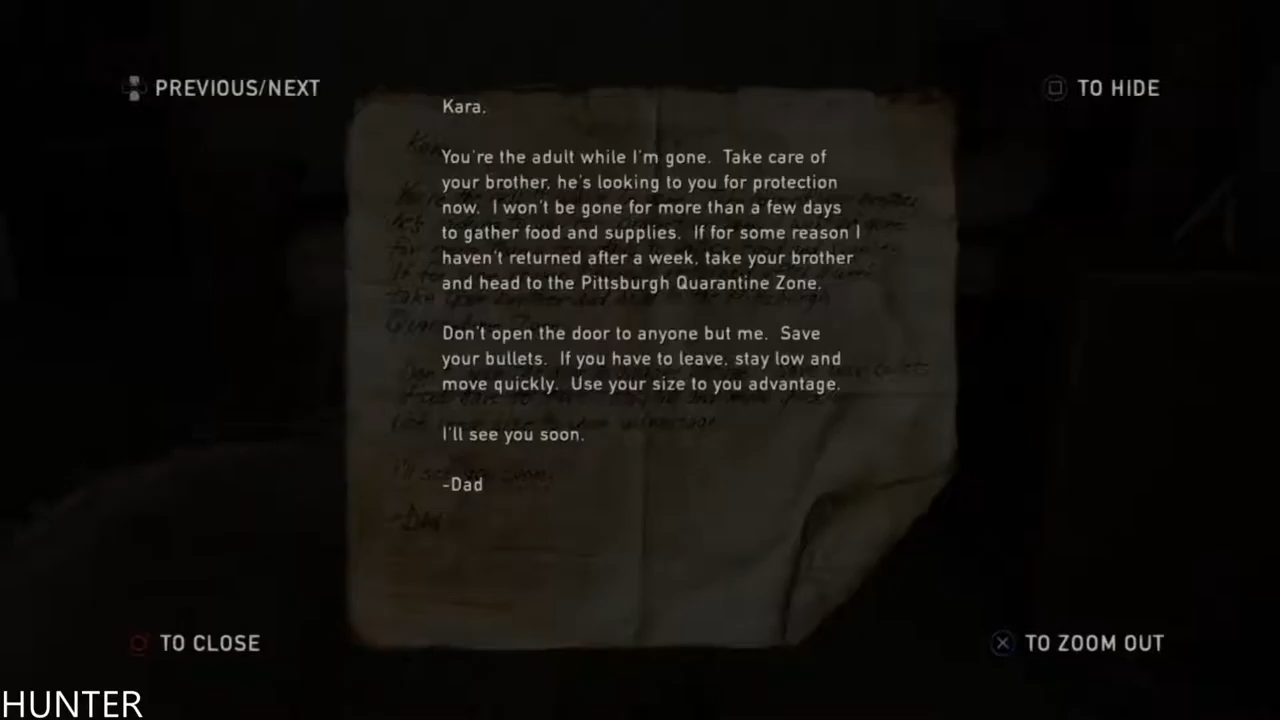 PREVIOUS/NEXT
TO HIDE
Kara.
You're the adult while I'm gone.  Take care of
your brother, he's looking to you for protection
now.  I won't be gone for more than a few days
to gather food and supplies.  If for some reason I
haven't returned after a week, take your brother
and head to the Pittsburgh Quarantine Zone.
Don't open the door to anyone but me.  Save
your bullets.  If you have to leave, stay low and
move quickly.  Use your size to you advantage.
I'll see you soon.
-Dad
TO CLOSE
TO ZOOM OUT
HUNTER